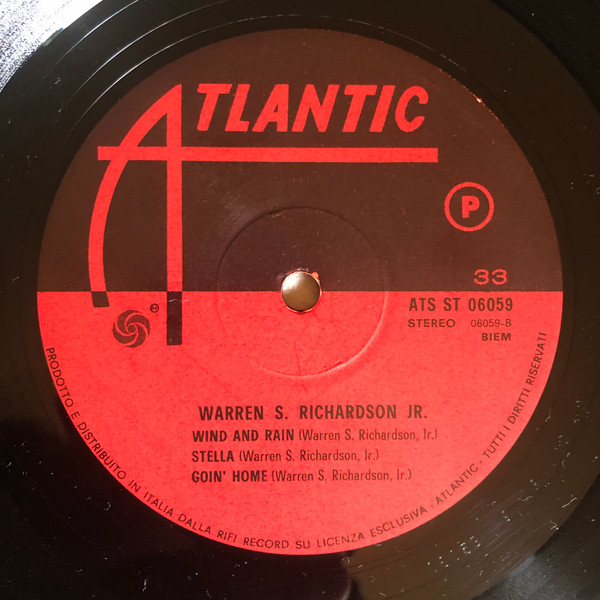 ATLANTIC
P
33
ATS ST 06059
STEREO 06059-B
BIEM
WARREN S. RICHARDSON JR.
WIND AND RAIN (Warren S. Richardson, Jr.)
STELLA (Warren S. Richardson, Jr.)
GOIN' HOME (Warren S. Richardson, Jr.)
PRODOTTO E DISTRIBUITO IN ITALIA DALLA RIFI RECORD SU LICENZA ESCLUSIVA · ATLANTIC - TUTTI I DIRITTI RISERVATI